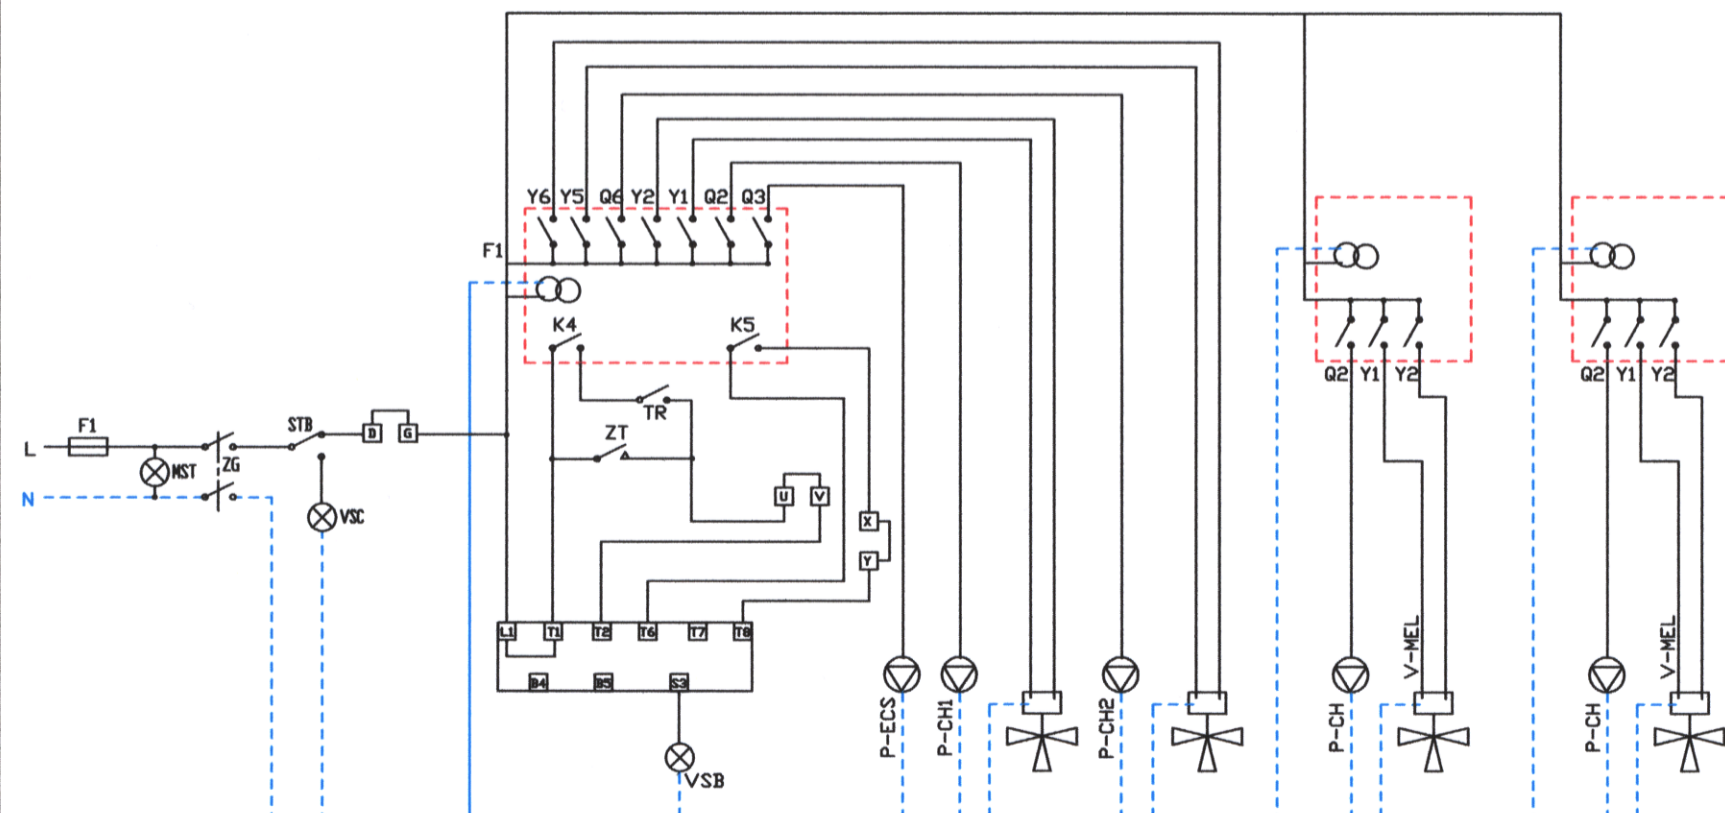 Y6 Y5 Q6 Y2 Y1 Q2 Q3
F1
K4 K5
Q2 Y1 Y2
Q2 Y1 Y2
TR
F1 STB D G
ZT
L
MST ZG
N
U V
VSC
X
Y
L1 T1 T2 T6 T7 T8
B4 B5 S3
V-MEL
V-MEL
P-ECS
P-CH1
P-CH2
P-CH
P-CH
VSB